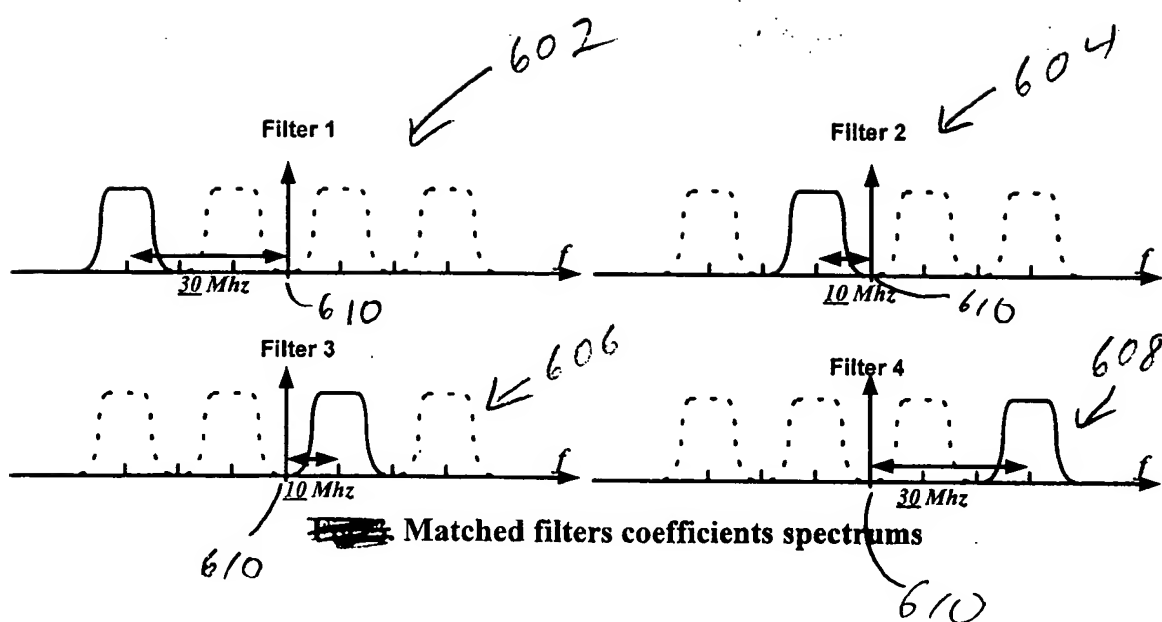 602
604
Filter 1
Filter 2
f
f
30 Mhz
610
10 Mhz
610
Filter 3
606
Filter 4
608
f
f
10 Mhz
30 Mhz
Matched filters coefficients spectrums
610
610